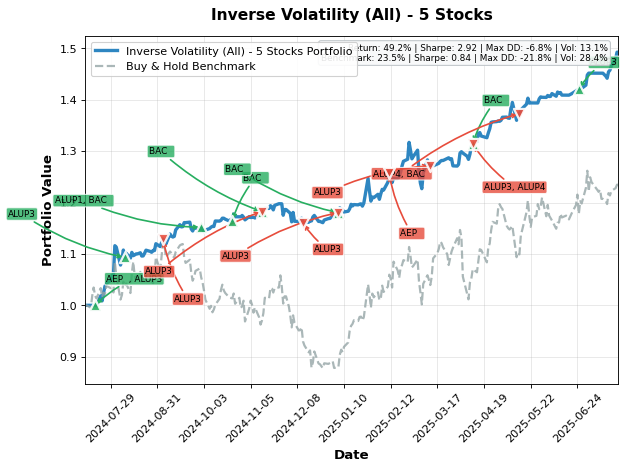 Inverse Volatility (All) - 5 Stocks
eturn: 49.2% | Sharpe: 2.92 | Max DD: -6.8% | Vol: 13.1%
Benchmark: 23.5% | Sharpe: 0.84 | Max DD: -21.8% | Vol: 28.4%
Inverse Volatility (All) - 5 Stocks Portfolio
Buy & Hold Benchmark
Portfolio Value
1.5
1.4
1.3
1.2
1.1
1.0
0.9
BAC
BAC
BAC
BAC
ALUP1, BAC
ALUP3
AEP
ALUP3
ALUP3
ALUP3
ALUP3
ALUP3
ALUP3
AEP
BAC
ALUP3, ALUP4
2024-07-29
2024-08-31
2024-10-03
2024-11-05
2024-12-08
2025-01-10
2025-02-12
2025-03-17
2025-04-19
2025-05-22
2025-06-24
Date